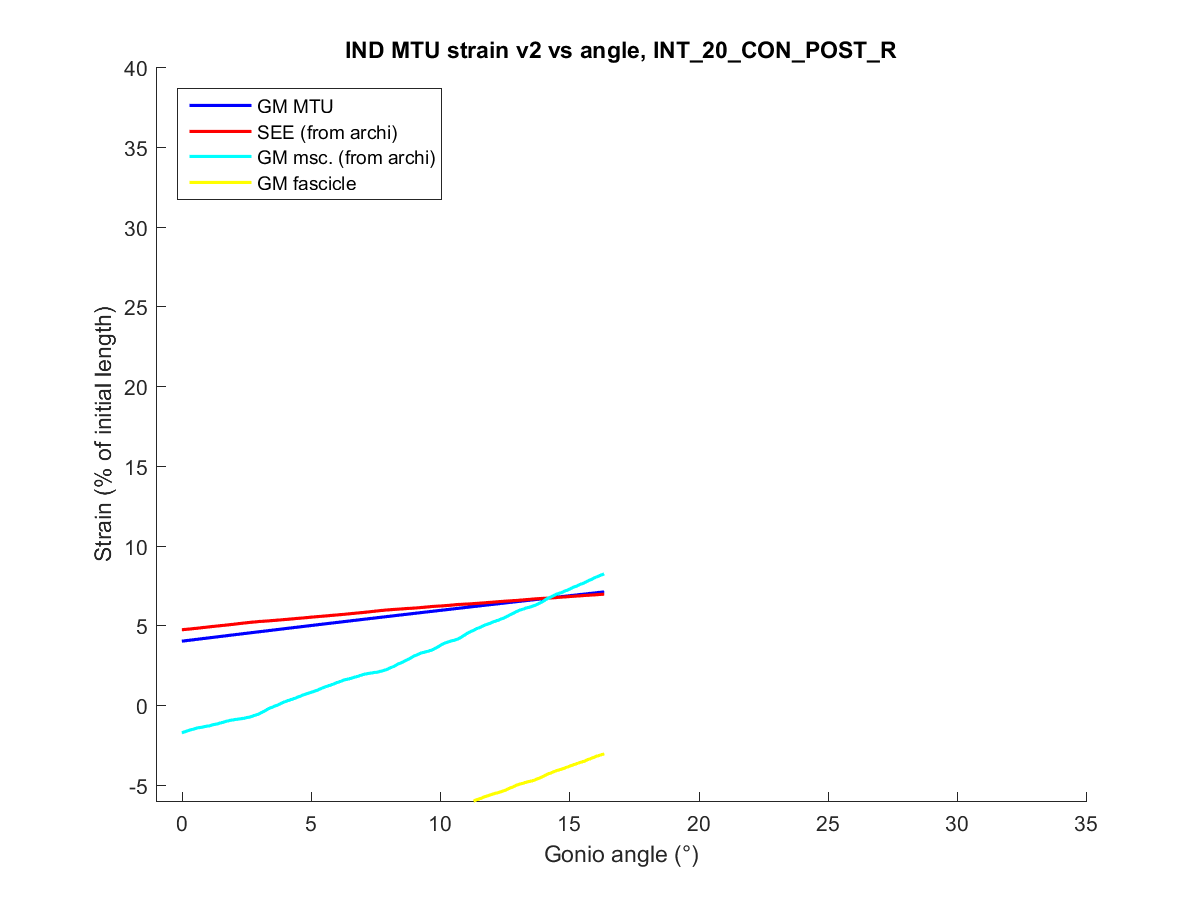 IND MTU strain v2 vs angle, INT_20_CON_POST_R
40
35
30
25
20
15
10
5
0
-5
GM MTU
SEE (from archi)
GM msc. (from archi)
GM fascicle
Strain (% of initial length)
0 5 10 15 20 25 30 35
Gonio angle (°)